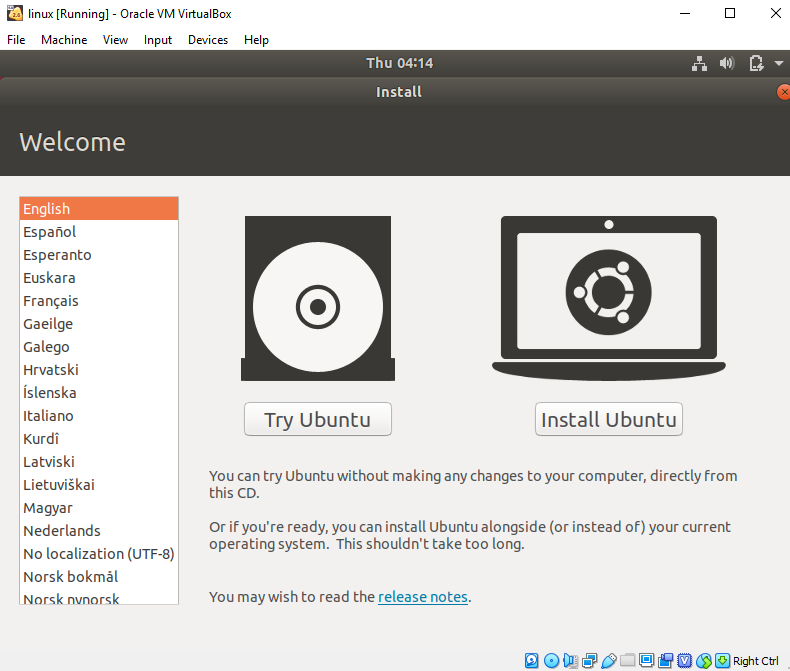 linux [Running] - Oracle VM VirtualBox
File Machine View Input Devices Help
Thu 04:14
Install
Welcome
English
Español
Esperanto
Euskara
Français
Gaeilge
Galego
Hrvatski
Íslenska
Italiano
Kurdî
Latviski
Lietuviškai
Magyar
Nederlands
No localization (UTF-8)
Norsk bokmål
Norsk nynorsk
Try Ubuntu
Install Ubuntu
You can try Ubuntu without making any changes to your computer, directly from
this CD.
Or if you're ready, you can install Ubuntu alongside (or instead of) your current
operating system. This shouldn't take too long.
You may wish to read the release notes.
Right Ctrl